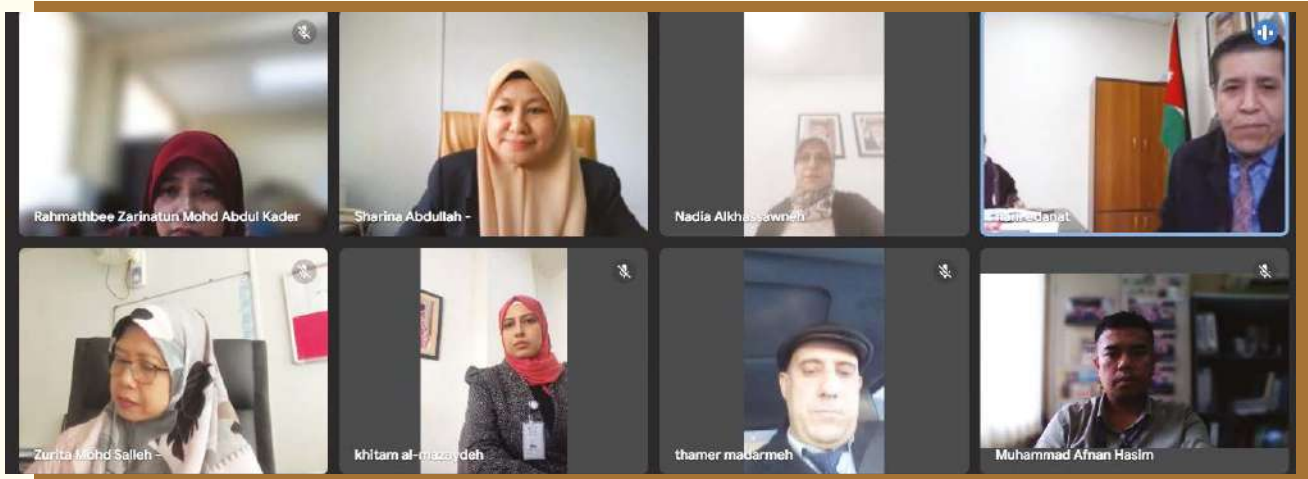 Rahmathbee Zarinatun Mohd Abdul Kader
Sharina Abdullah -
Nadia Alkhassawneh
Zurita Mohd Salleh -
khitam al-mazaydeh
thamer madarmeh
Muhammad Afnan Hasim